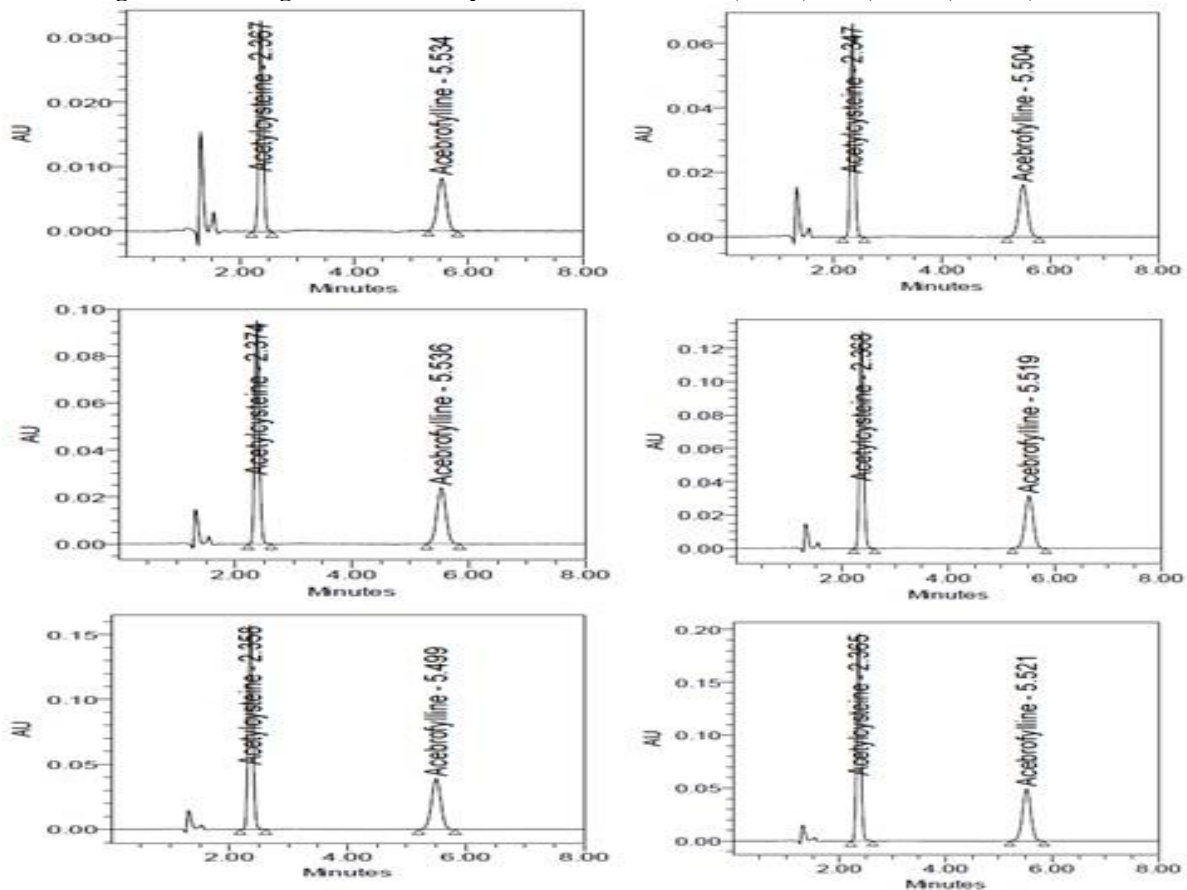 0.030
0.020
0.010
0.000
AU
Acetylcysteine - 2.367
Acebrofylline - 5.534
2.00 4.00 6.00 8.00
Minutes
0.06
0.04
0.02
0.00
AU
Acetylcysteine - 2.347
Acebrofylline - 5.504
2.00 4.00 6.00 8.00
Minutes
0.10
0.08
0.06
0.04
0.02
0.00
AU
Acetylcysteine - 2.374
Acebrofylline - 5.536
2.00 4.00 6.00 8.00
Minutes
0.12
0.10
0.08
0.06
0.04
0.02
0.00
AU
Acetylcysteine - 2.368
Acebrofylline - 5.519
2.00 4.00 6.00 8.00
Minutes
0.15
0.10
0.05
0.00
AU
Acetylcysteine - 2.358
Acebrofylline - 5.499
2.00 4.00 6.00 8.00
Minutes
0.20
0.15
0.10
0.05
0.00
AU
Acetylcysteine - 2.365
Acebrofylline - 5.521
2.00 4.00 6.00 8.00
Minutes